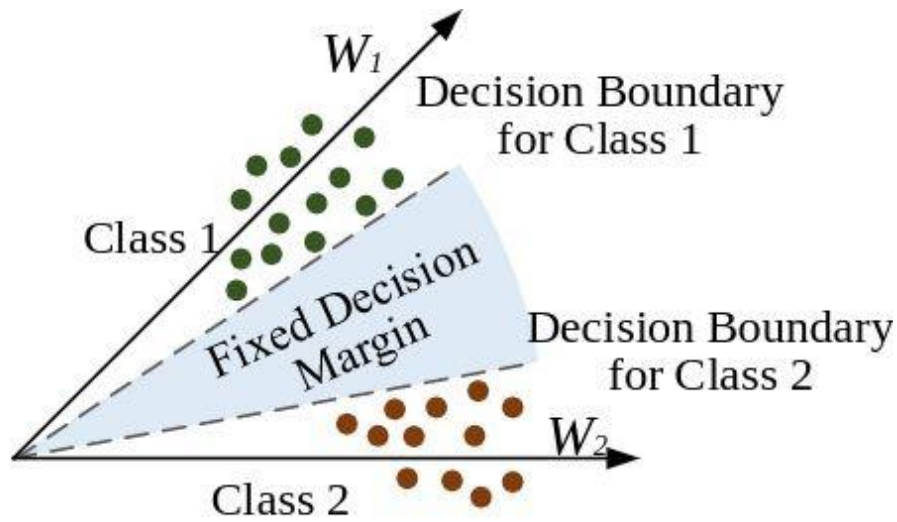 W1
Decision Boundary
for Class 1
Class 1
Fixed Decision
Margin
Decision Boundary
for Class 2
W2
Class 2